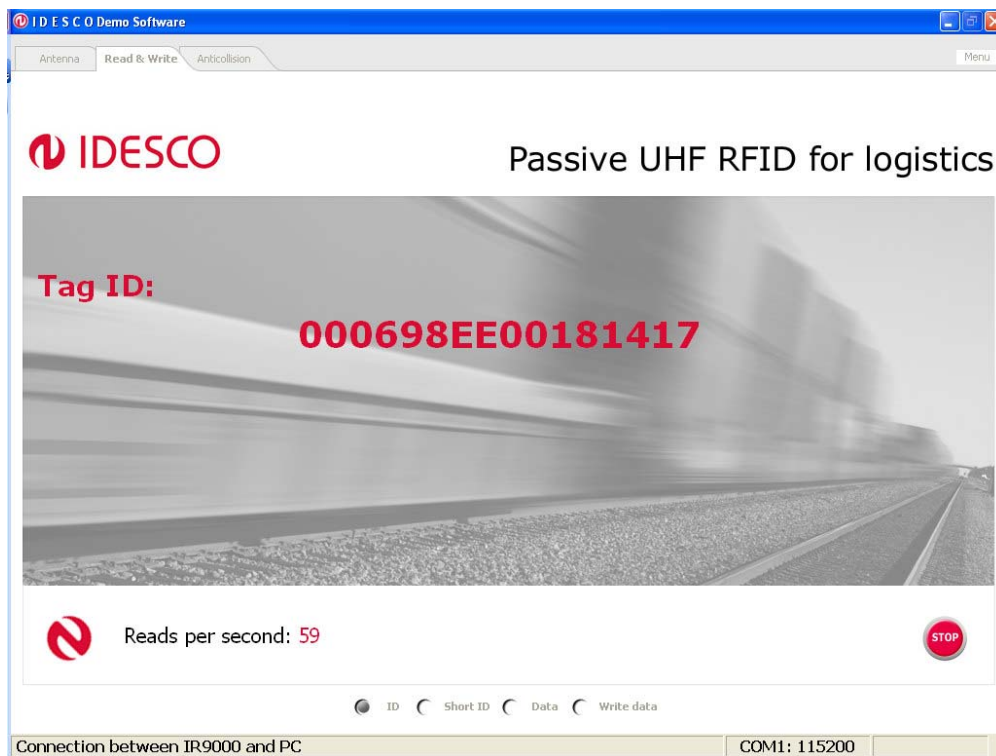 I D E S C O Demo Software
Antenna Read & Write Anticollision Menu
IDESCO
Passive UHF RFID for logistics
Tag ID:
000698EE00181417
Reads per second: 59
STOP
ID Short ID Data Write data
Connection between IR9000 and PC COM1: 115200